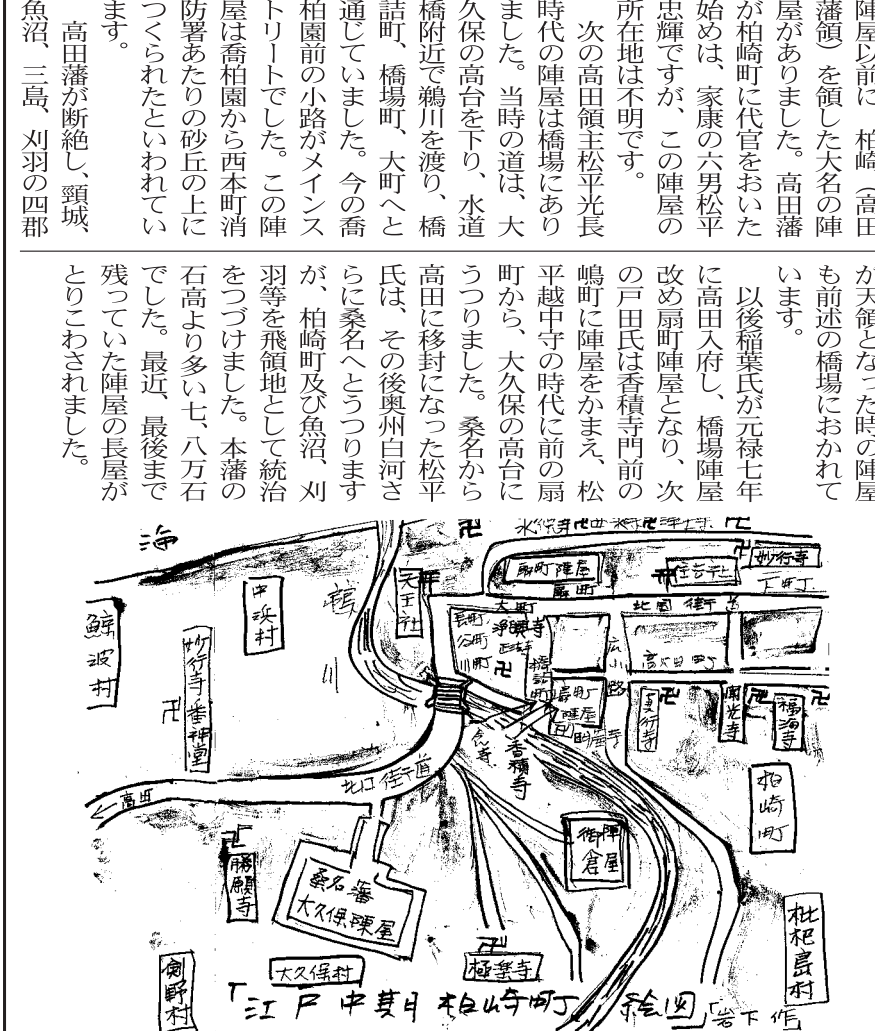 陣屋以前に 柏崎（高田
藩領）を領した大名の陣
屋がありました。高田藩
が柏崎町に代官をおいた
始めは、家康の六男松平
忠輝ですが、この陣屋の
所在地は不明です。
次の高田領主松平光長
時代の陣屋は橋場にあり
ました。当時の道は、大
久保の高台を下り、水道
橋附近で鵜川を渡り、橋
詰町、橋場町、大町へと
通じていました。今の喬
柏園前の小路がメインス
トリートでした。この陣
屋は喬柏園から西本町消
防署あたりの砂丘の上に
つくられたといわれてい
ます。
高田藩が断絶し、頸城、
魚沼、三島、刈羽の四郡
が天領となった時の陣屋
も前述の橋場におかれて
います。
以後稲葉氏が元禄七年
に高田入府し、橋場陣屋
改め扇町陣屋となり、次
の戸田氏は香積寺門前の
嶋町に陣屋をかまえ、松
平越中守の時代に前の扇
町から、大久保の高台に
うつりました。桑名から
高田に移封になった松平
氏は、その後奥州白河さ
らに桑名へとうつります
が、柏崎町及び魚沼、刈
羽等を飛領地として統治
をつづけました。本藩の
石高より多い七、八万石
でした。最近、最後まで
残っていた陣屋の長屋が
とりこわされました。
海
鯨波村
中浜村
妙行寺番神堂
鵜川
天王社
扇町陣屋
扇町
住吉社
妙行寺
下町
北国街道
大町
浄興寺
広小路
島町陣屋
香積寺
聞光寺
福海寺
柏崎町
北国街道
←高田
勝願寺
桑名藩
大久保陣屋
御陣屋倉
極楽寺
大久保村
剣野村
枇杷島村
「江戸中期柏崎町 絵図」岩下作